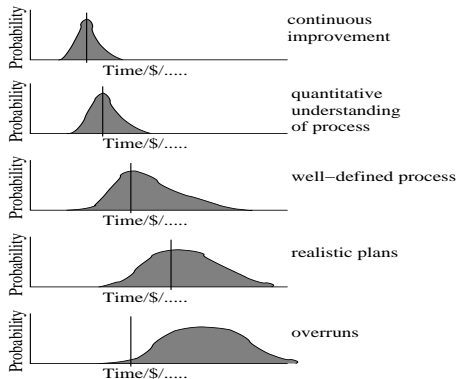 Probability
continuous
improvement
Time/$/.....
Probability
quantitative
understanding
of process
Time/$/.....
Probability
well−defined process
Time/$/.....
Probability
realistic plans
Time/$/.....
Probability
overruns
Time/$/.....